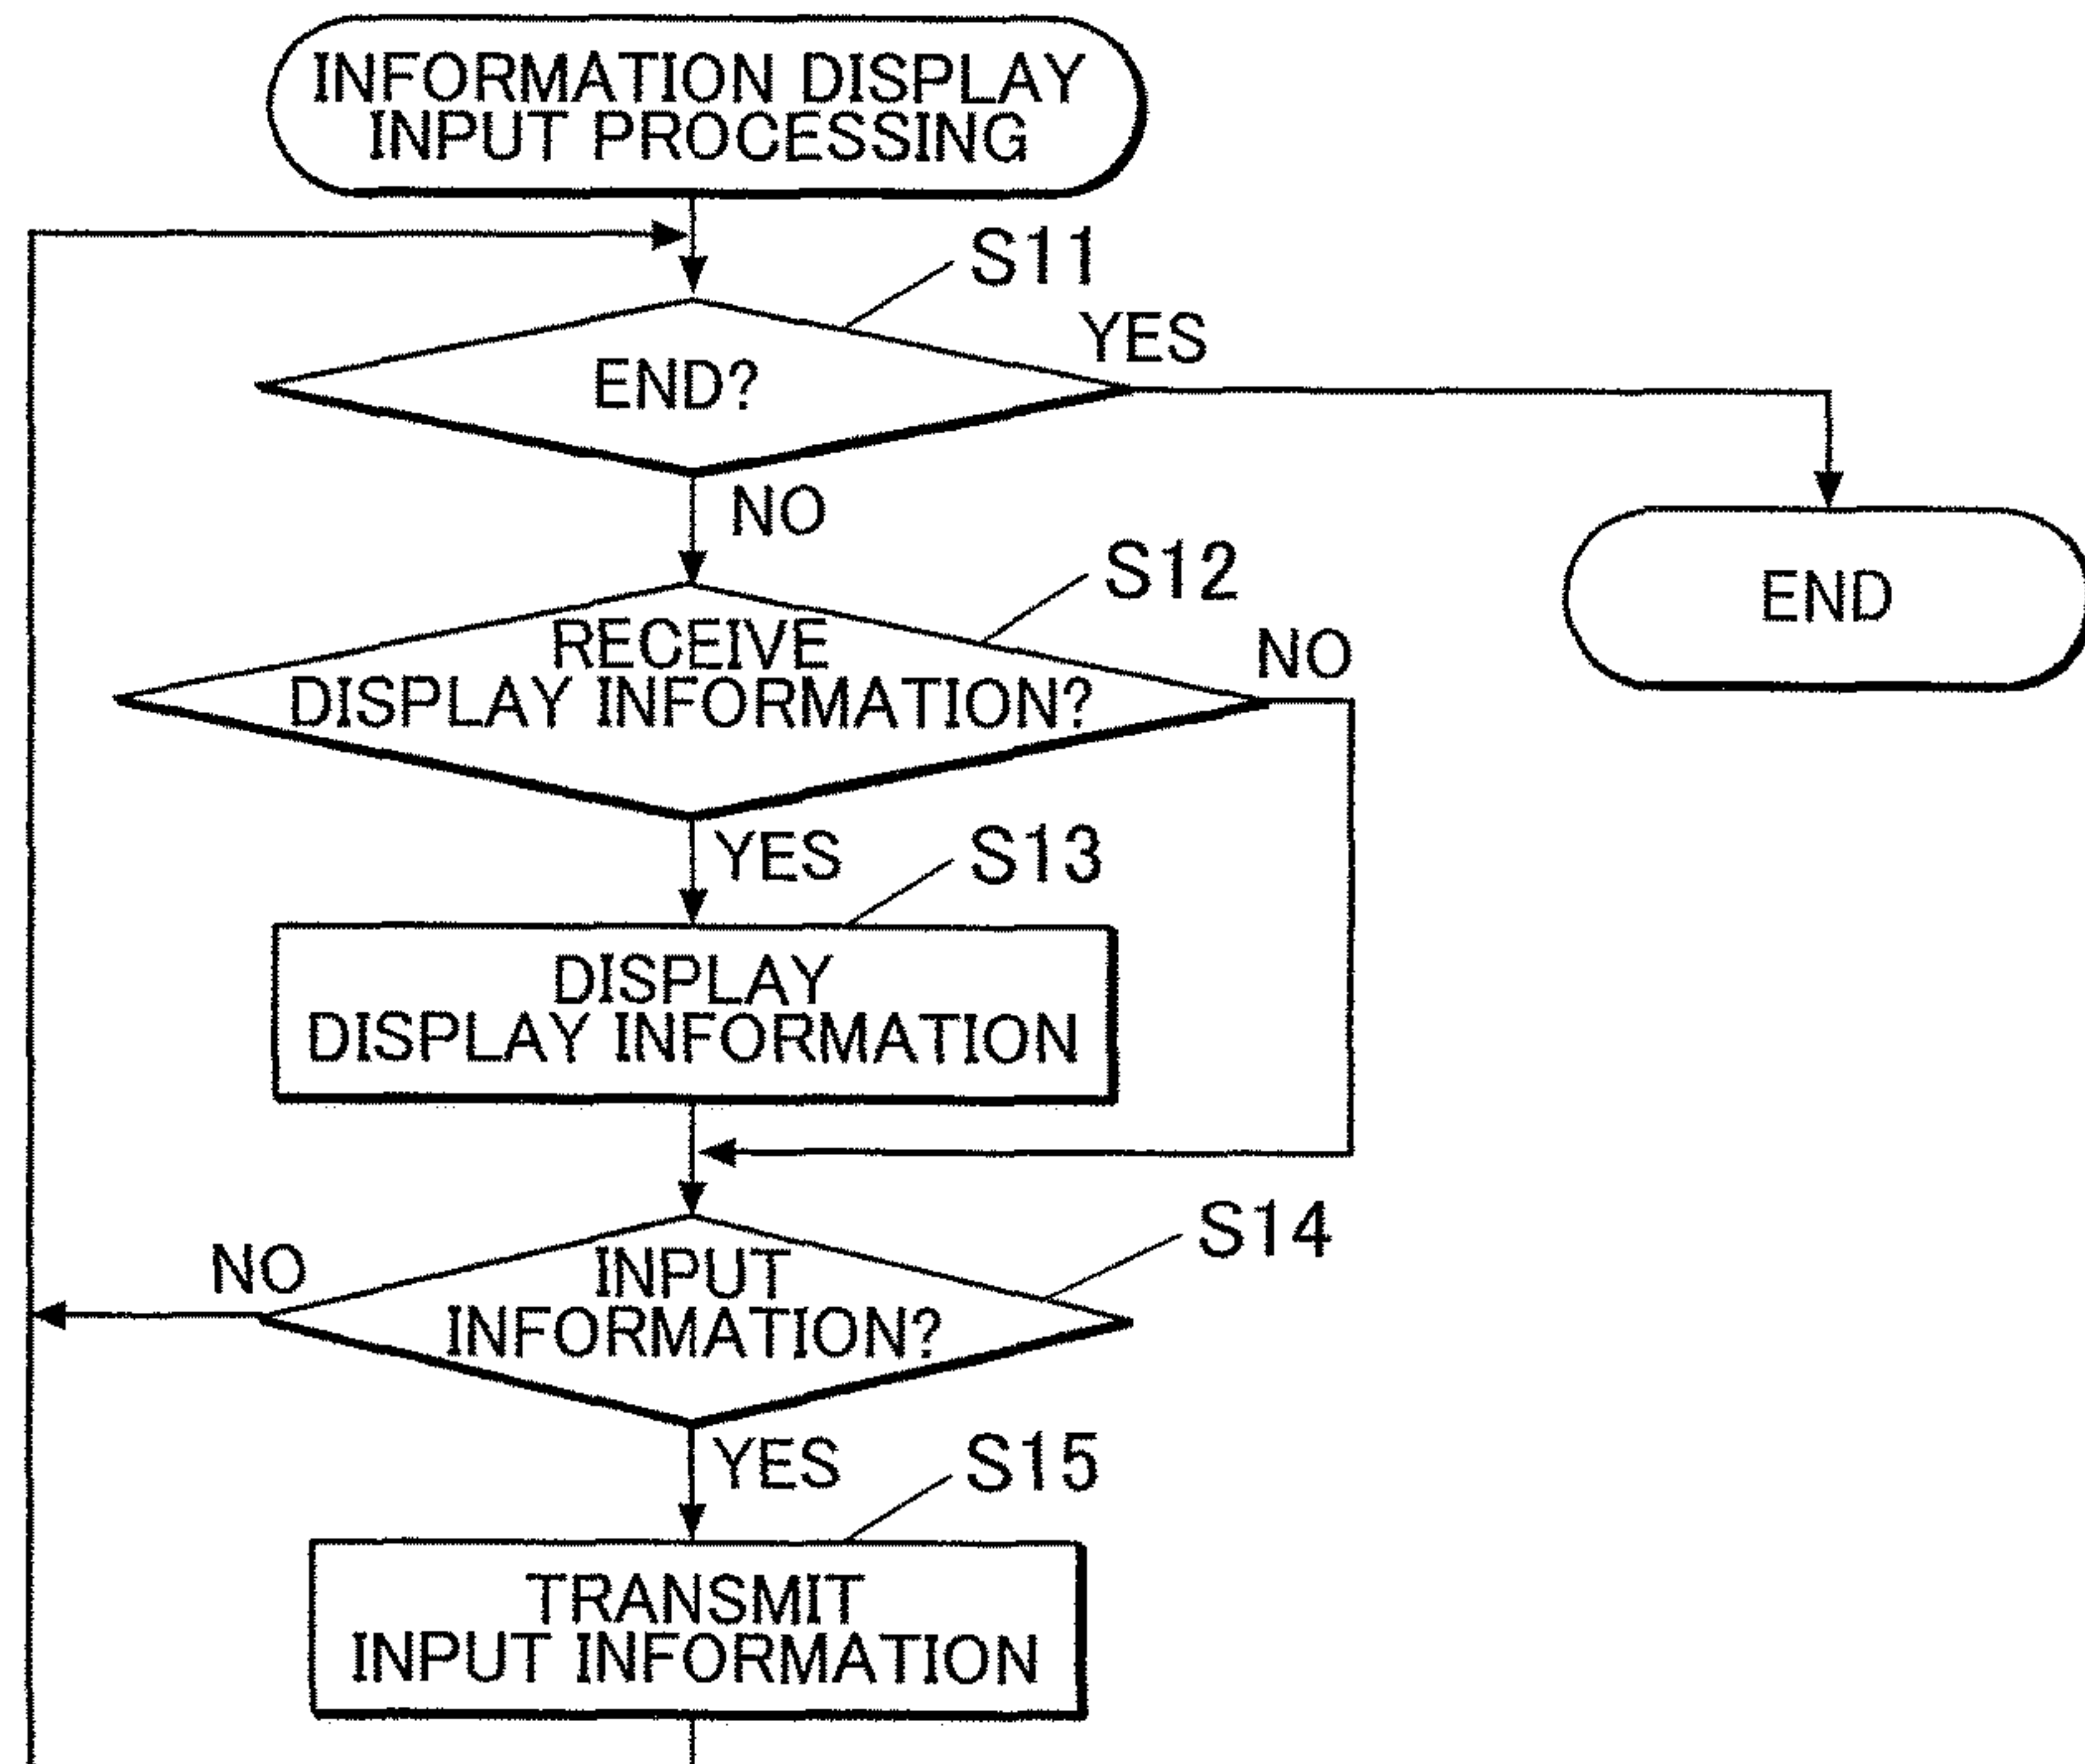 INFORMATION DISPLAY
INPUT PROCESSING
S11
END?
YES
NO
END
S12
RECEIVE
DISPLAY INFORMATION?
NO
YES
S13
DISPLAY
DISPLAY INFORMATION
S14
INPUT
INFORMATION?
NO
YES
S15
TRANSMIT
INPUT INFORMATION